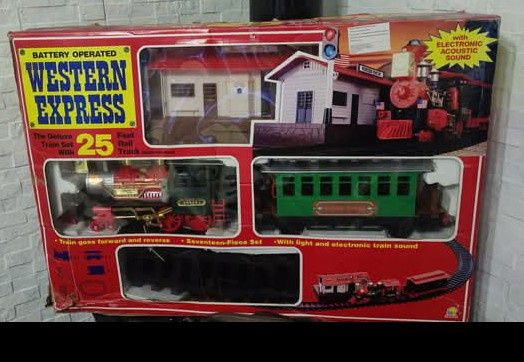 BATTERY OPERATED
WESTERN
EXPRESS
The Deluxe
Train Set
With 25 Feet
Rail
Track
with
ELECTRONIC
ACOUSTIC
SOUND
WESTERN
• Train goes forward and reverse • Seventeen-Piece Set • With light and electronic train sound